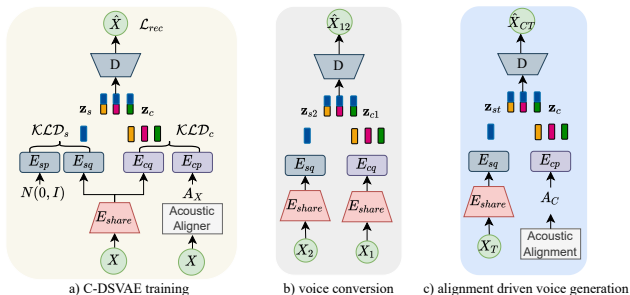 X̂ ℒ_rec
D
z_s z_c
𝒦ℒ𝒟_s 𝒦ℒ𝒟_c
E_sp E_sq E_cq E_cp
N(0, I) A_X
E_share Acoustic Aligner
X X
a) C-DSVAE training
X̂_12
D
z_s2 z_c1
E_sq E_cq
E_share E_share
X_2 X_1
b) voice conversion
X̂_CT
D
z_st z_c
E_sq E_cp
E_share A_C
X_T Acoustic Alignment
c) alignment driven voice generation